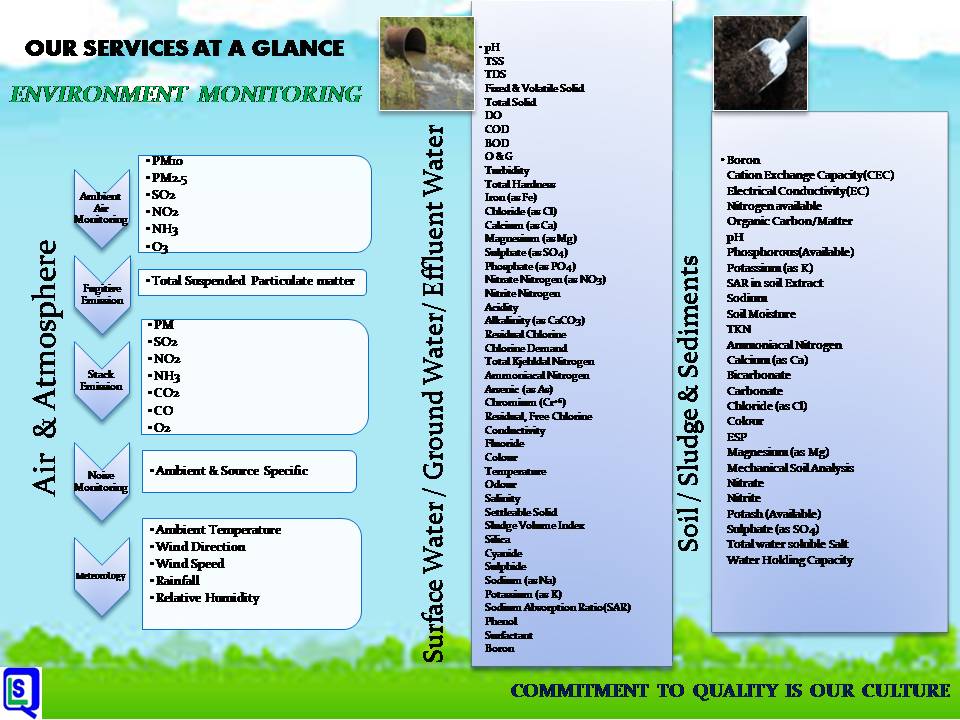 OUR SERVICES AT A GLANCE
ENVIRONMENT MONITORING
Air & Atmosphere
Ambient
Air
Monitoring
• PM10
• PM2.5
• SO2
• NO2
• NH3
• O3
Fugitive
Emission
• Total Suspended Particulate matter
Stack
Emission
• PM
• SO2
• NO2
• NH3
• CO2
• CO
• O2
Noise
Monitoring
• Ambient & Source Specific
Meteorology
• Ambient Temperature
• Wind Direction
• Wind Speed
• Rainfall
• Relative Humidity
Surface Water / Ground Water/ Effluent Water
• pH
TSS
TDS
Fixed & Volatile Solid
Total Solid
DO
COD
BOD
O & G
Turbidity
Total Hardness
Iron (as Fe)
Chloride (as Cl)
Calcium (as Ca)
Magnesium (as Mg)
Sulphate (as SO4)
Phosphate (as PO4)
Nitrate Nitrogen (as NO3)
Nitrite Nitrogen
Acidity
Alkalinity (as CaCO3)
Residual Chlorine
Chlorine Demand
Total Kjehldal Nitrogen
Ammoniacal Nitrogen
Arsenic (as As)
Chromium (Cr+6)
Residual, Free Chlorine
Conductivity
Fluoride
Colour
Temperature
Odour
Salinity
Settleable Solid
Sludge Volume Index
Silica
Cyanide
Sulphide
Sodium (as Na)
Potassium (as K)
Sodium Absorption Ratio(SAR)
Phenol
Surfactant
Boron
Soil / Sludge & Sediments
• Boron
Cation Exchange Capacity(CEC)
Electrical Conductivity(EC)
Nitrogen available
Organic Carbon/Matter
pH
Phosphorous(Available)
Potassium (as K)
SAR in soil Extract
Sodium
Soil Moisture
TKN
Ammoniacal Nitrogen
Calcium (as Ca)
Bicarbonate
Carbonate
Chloride (as Cl)
Colour
ESP
Magnesium (as Mg)
Mechanical Soil Analysis
Nitrate
Nitrite
Potash (Available)
Sulphate (as SO4)
Total water soluble Salt
Water Holding Capacity
LSQ
COMMITMENT TO QUALITY IS OUR CULTURE